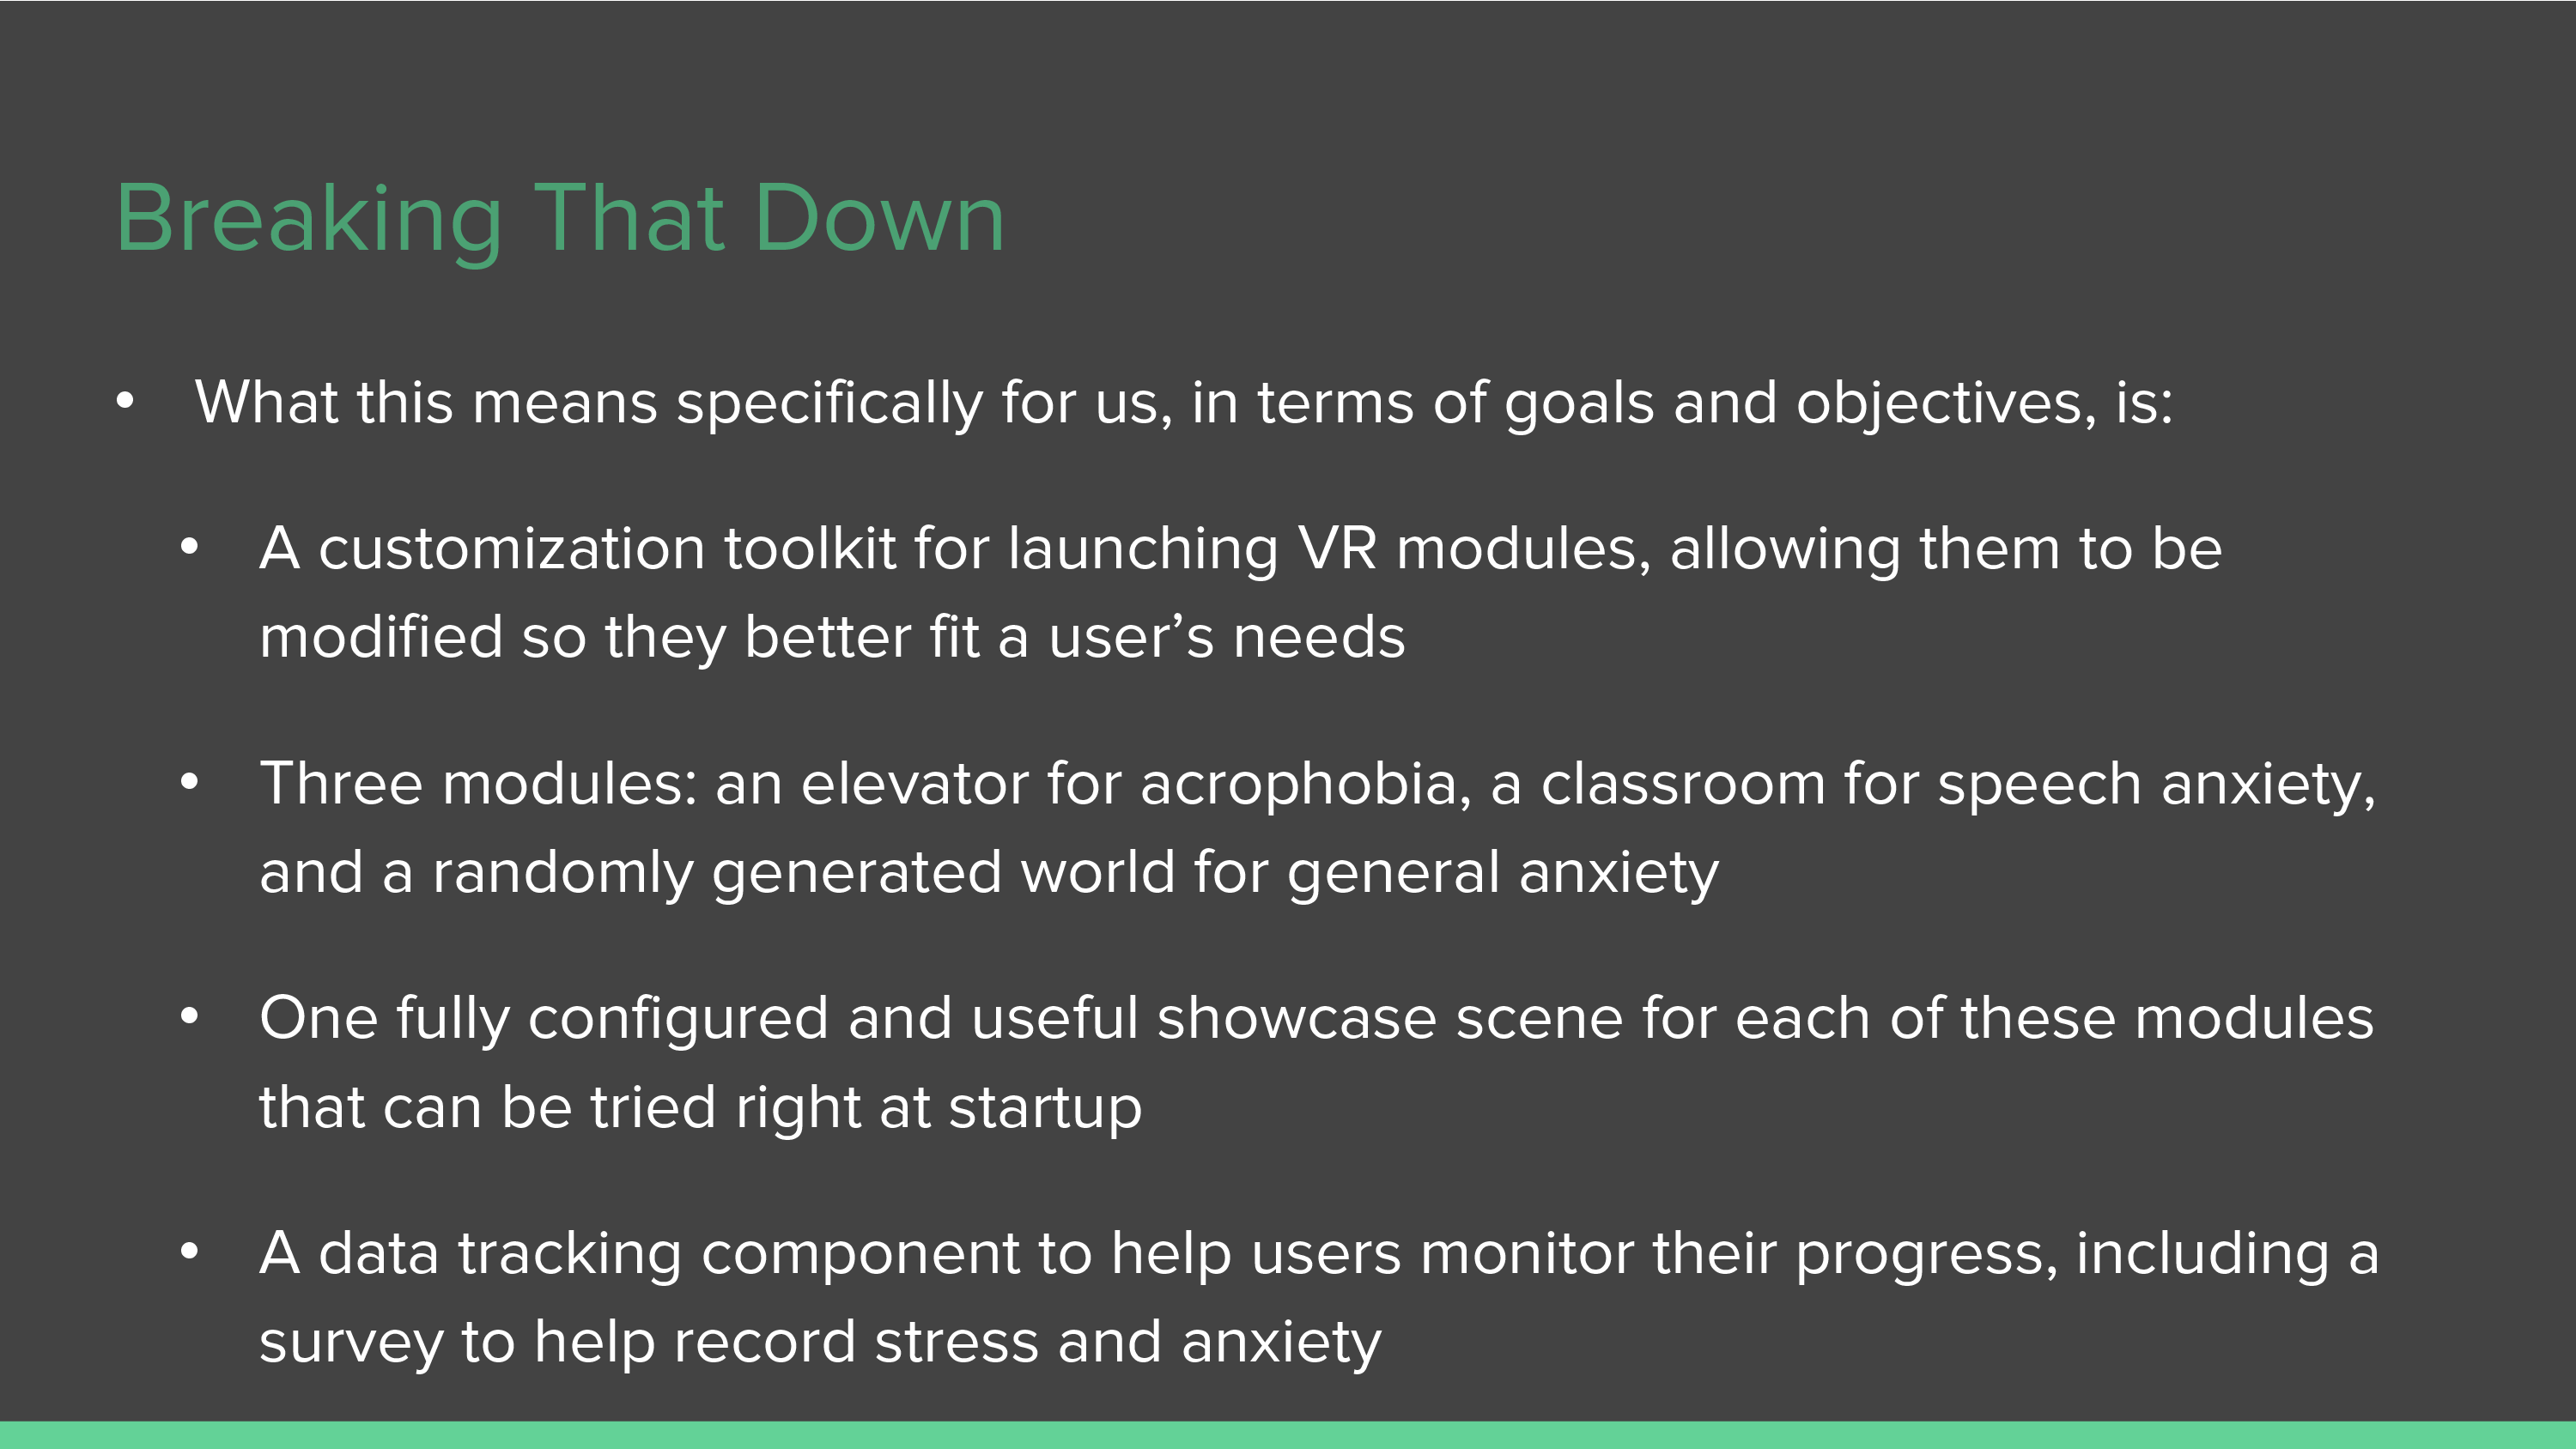 Breaking That Down
• What this means specifically for us, in terms of goals and objectives, is:
• A customization toolkit for launching VR modules, allowing them to be
modified so they better fit a user’s needs
• Three modules: an elevator for acrophobia, a classroom for speech anxiety,
and a randomly generated world for general anxiety
• One fully configured and useful showcase scene for each of these modules
that can be tried right at startup
• A data tracking component to help users monitor their progress, including a
survey to help record stress and anxiety